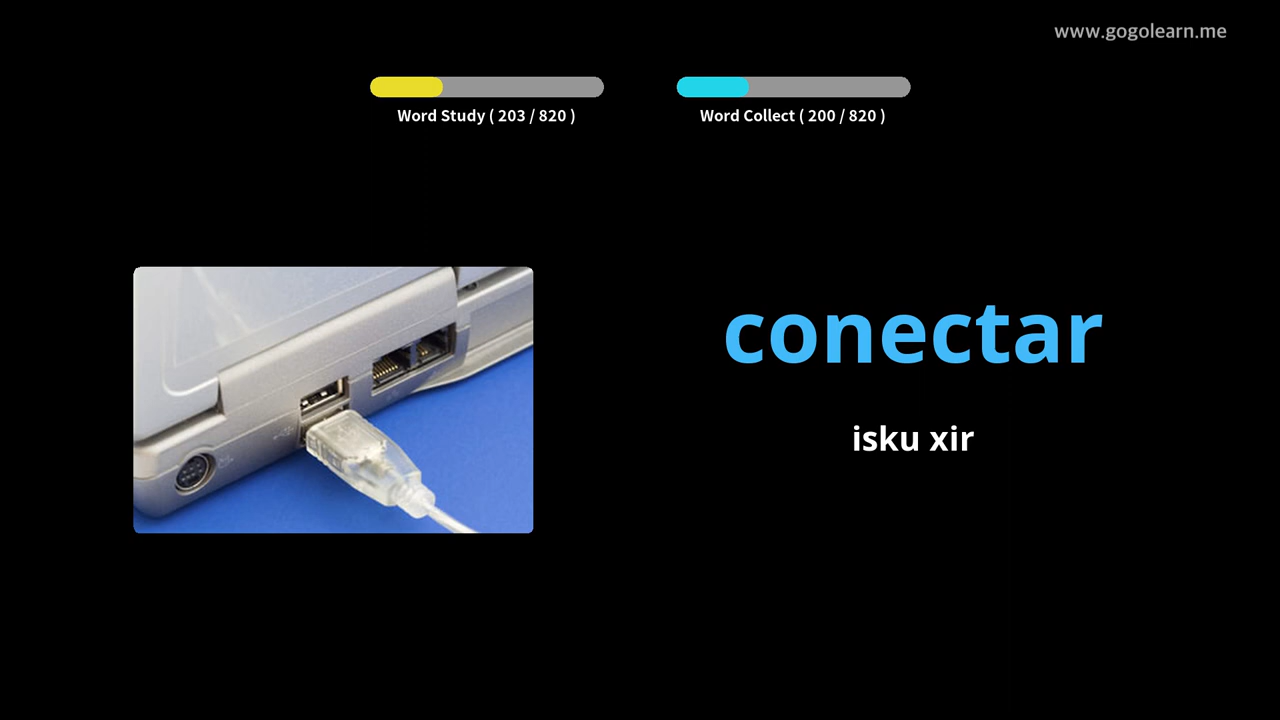 www.gogolearn.me
Word Study ( 203 / 820 )
Word Collect ( 200 / 820 )
conectar
isku xir